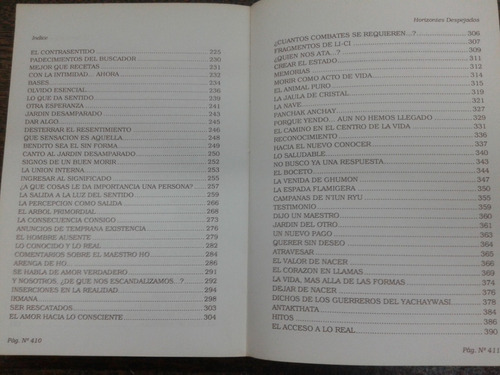 Indice
EL CONTRASENTIDO ........ 225
PADECIMIENTOS DEL BUSCADOR ........ 230
MEJOR QUE RECETAS ........ 231
CON LA INTIMIDAD... AHORA ........ 232
BASES ........ 234
OLVIDO ESENCIAL ........ 236
LO QUE DA SENTIDO ........ 239
OTRA ESPERANZA ........ 241
JARDIN DESAMPARADO ........ 242
DAR ALGO ........ 245
DESTERRAR EL RESENTIMIENTO ........ 246
QUE SENSACION ES AQUELLA ........ 248
BENDITO SEA EL SIN FORMA ........ 249
CANTO AL JARDIN DESAMPARADO ........ 250
SIGNOS DE UN BUEN MORIR ........ 250
LA UNION INTERNA ........ 251
INGRESAR AL SIGNIFICADO ........ 255
¿A QUE COSAS LE DA IMPORTANCIA UNA PERSONA? ........ 257
LA SALIDA A LA LUZ DEL SENTIDO ........ 259
LA PERCEPCION COMO SALIDA ........ 266
EL ARBOL PRIMORDIAL ........ 268
LA CONSECUENCIA CONSIGO ........ 271
ANUNCIOS DE TEMPRANA EXISTENCIA ........ 276
EL HOMBRE AUSENTE ........ 279
LO CONOCIDO Y LO REAL ........ 282
COMENTARIOS SOBRE EL MAESTRO HO ........ 284
ARENGA DE HO ........ 290
SE HABLA DE AMOR VERDADERO ........ 291
Y NOSOTROS, ¿DE QUE NOS ESCANDALIZAMOS...? ........ 292
INSERCIONES EN LA REALIDAD ........ 294
IEMANA ........ 298
SER RESCATADOS ........ 303
EL AMOR HACIA LO CONSCIENTE ........ 304
Pág. Nº 410
Horizontes Despejados
¿CUANTOS COMBATES SE REQUIEREN...? ........ 306
FRAGMENTOS DE LI-CI ........ 307
¿QUIEN NOS ATA...? ........ 309
CREAR EL ESTADO ........ 311
MEMORIAS ........ 312
MORIR COMO ACTO DE VIDA ........ 314
EL ANIMAL PURO ........ 317
LA JAULA DE CRISTAL ........ 319
LA NAVE ........ 321
PANCHAK ANCHAY ........ 327
PORQUE YENDO... AUN NO HEMOS LLEGADO ........ 329
EL CAMINO EN EL CENTRO DE LA VIDA ........ 331
RECONOCIMIENTO ........ 336
HACIA EL NUEVO CONOCER ........ 337
LO SALUDABLE ........ 340
NO BUSCO YA UNA RESPUESTA ........ 343
EL BOCETO ........ 344
LA VENIDA DE GHUMON ........ 347
LA ESPADA FLAMIGERA ........ 350
CAMPANAS DE N'IUN RYU ........ 355
TESTIMONIO ........ 359
DIJO UN MAESTRO ........ 360
JARDIN DEL OTRO ........ 361
UN NUEVO PAGO ........ 365
QUERER SIN DESEO ........ 364
ATRAVESAR ........ 365
EL VALOR DE NACER ........ 366
EL CORAZON EN LLAMAS ........ 369
LA VIDA, MAS ALLA DE LAS FORMAS ........ 374
DEJAR DE NACER ........ 376
DICHOS DE LOS GUERREROS DEL YACHAYWASI ........ 378
ANTAKHATA ........ 384
HITOS ........ 387
EL ACCESO A LO REAL ........ 390
Pág. Nº 411